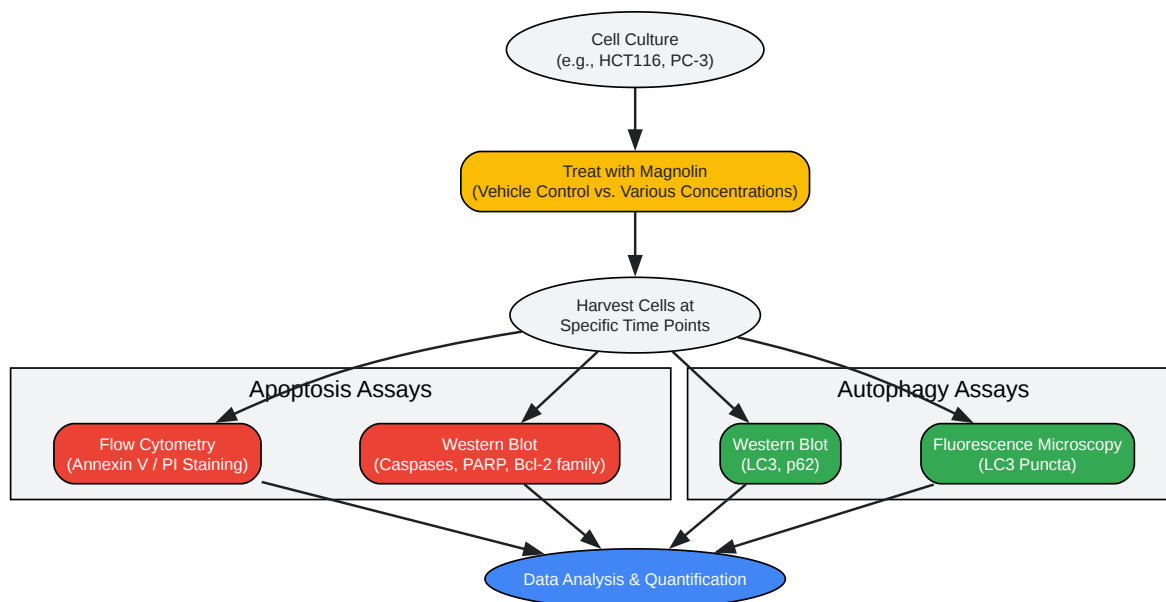 Cell Culture
(e.g., HCT116, PC-3)
Treat with Magnolin
(Vehicle Control vs. Various Concentrations)
Harvest Cells at
Specific Time Points
Apoptosis Assays
Autophagy Assays
Flow Cytometry
(Annexin V / PI Staining)
Western Blot
(Caspases, PARP, Bcl-2 family)
Western Blot
(LC3, p62)
Fluorescence Microscopy
(LC3 Puncta)
Data Analysis & Quantification